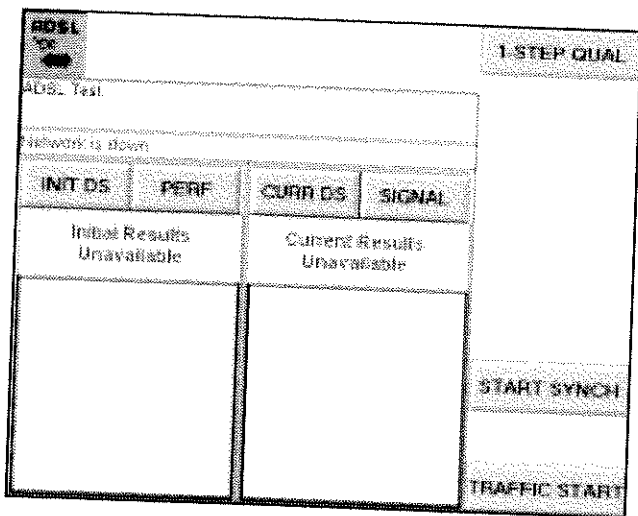 ADSL
1 STEP QUAL
ADSL Test
Network is down
INIT DS PERF CURR DS SIGNAL
Initial Results
Unavailable
Current Results
Unavailable
START SYNCH
TRAFFIC START